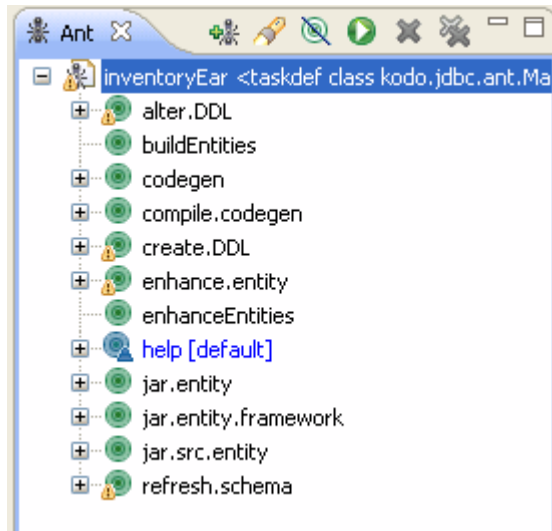 Ant
inventoryEar <taskdef class kodo.jdbc.ant.Ma
alter.DDL
buildEntities
codegen
compile.codegen
create.DDL
enhance.entity
enhanceEntities
help [default]
jar.entity
jar.entity.framework
jar.src.entity
refresh.schema